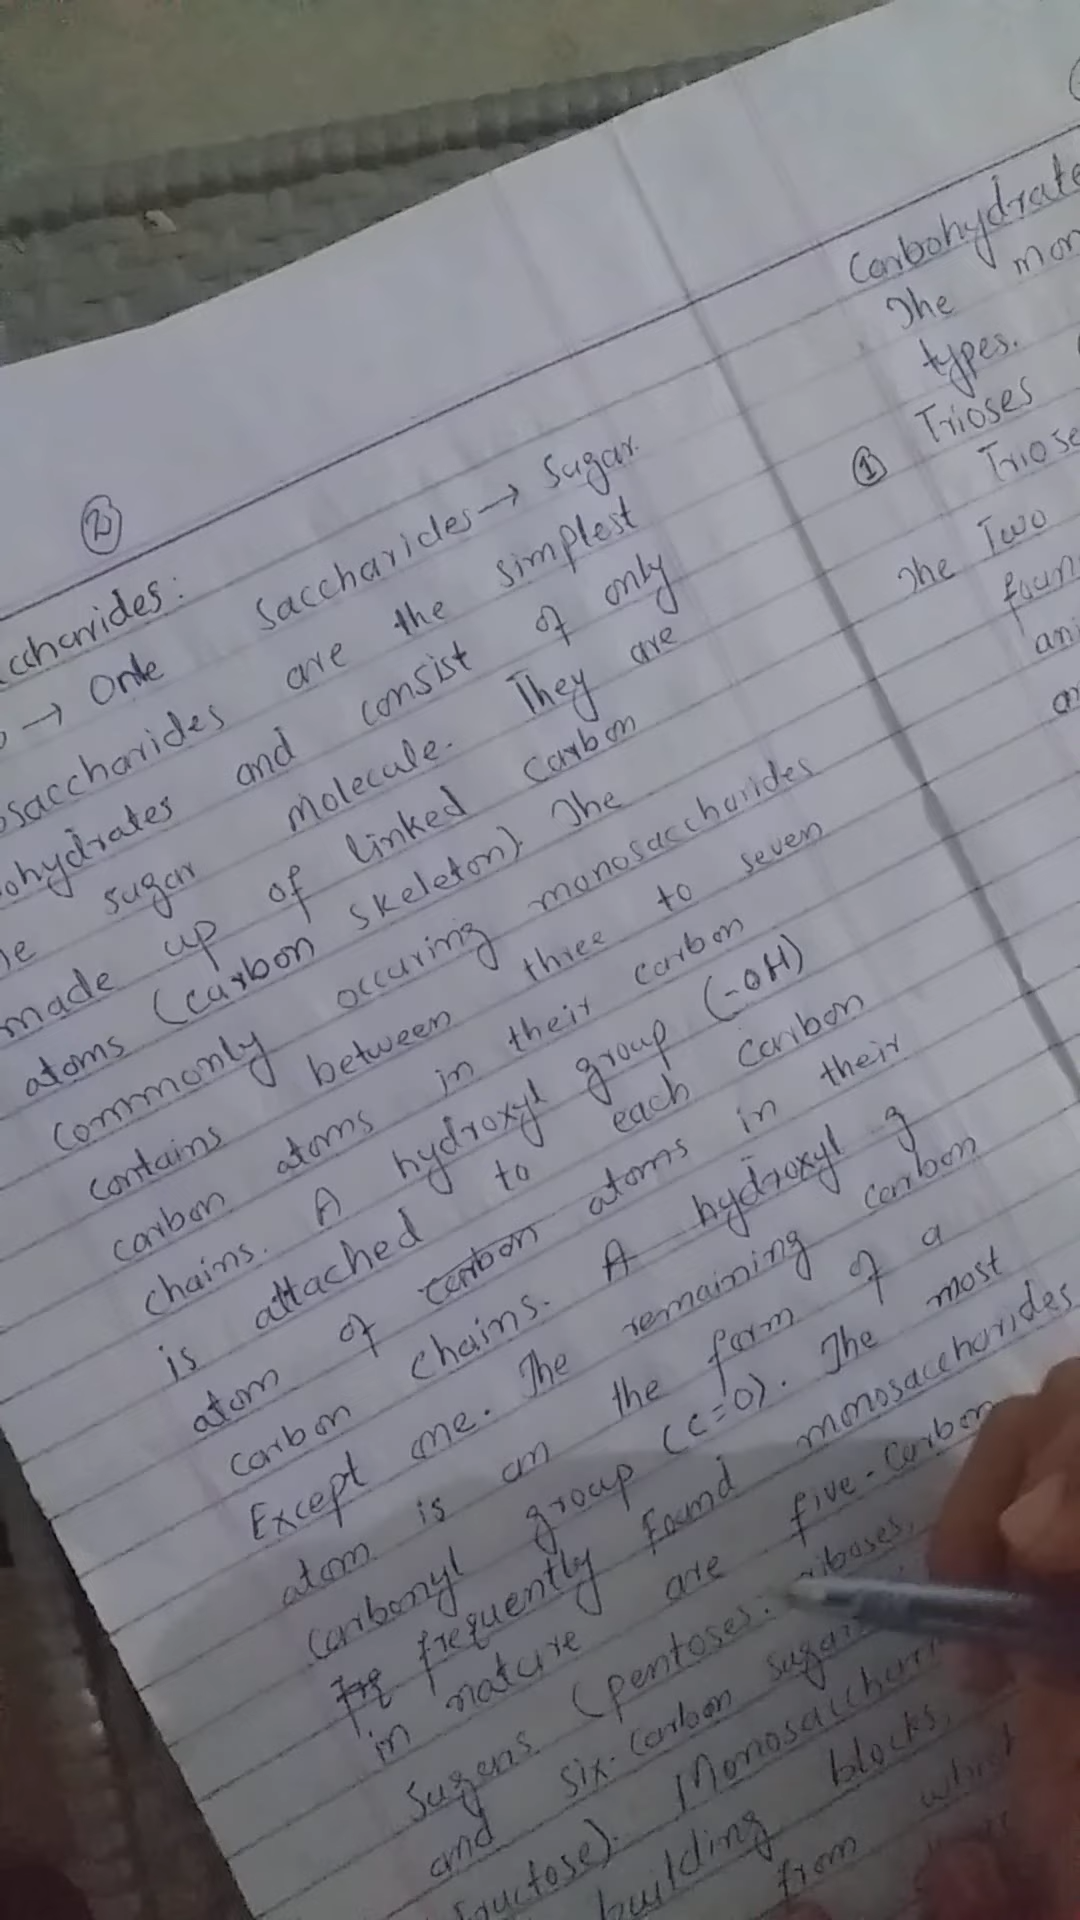 ②
ccharides:
→ One saccharides → Sugar.
saccharides are the simplest
ohydrates and consist of only
sugar molecule. They are
made up of linked carbon
atoms (carbon skeleton). The
commonly occuring monosaccharides
contains between three to seven
carbon atoms in their carbon
chains. A hydroxyl group (-OH)
is attached to each carbon
atom of carbon atoms in their
carbon chains. A hydroxyl g
Except one. The remaining carbon
atom is an the form of a
carbonyl group (c=0). The most
frequently found monosaccharides
in nature are five-carbon
Sugars (pentoses: riboses,
and six-carbon sugar
fructose). Monosacchari
building blocks,
from which
Carbohydrate
The mon
types.
① Trioses
Triose
The Two
foun
ani
an